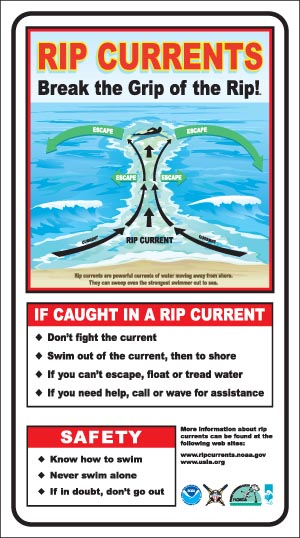 RIP CURRENTS
Break the Grip of the Rip!
ESCAPE ESCAPE
ESCAPE ESCAPE
CURRENT RIP CURRENT CURRENT
Rip currents are powerful currents of water moving away from shore.
They can sweep even the strongest swimmer out to sea.
IF CAUGHT IN A RIP CURRENT
◆ Don't fight the current
◆ Swim out of the current, then to shore
◆ If you can't escape, float or tread water
◆ If you need help, call or wave for assistance
SAFETY
◆ Know how to swim
◆ Never swim alone
◆ If in doubt, don't go out
More information about rip
currents can be found at the
following web sites:
www.ripcurrents.noaa.gov
www.usla.org
NOAA
FLORIDA